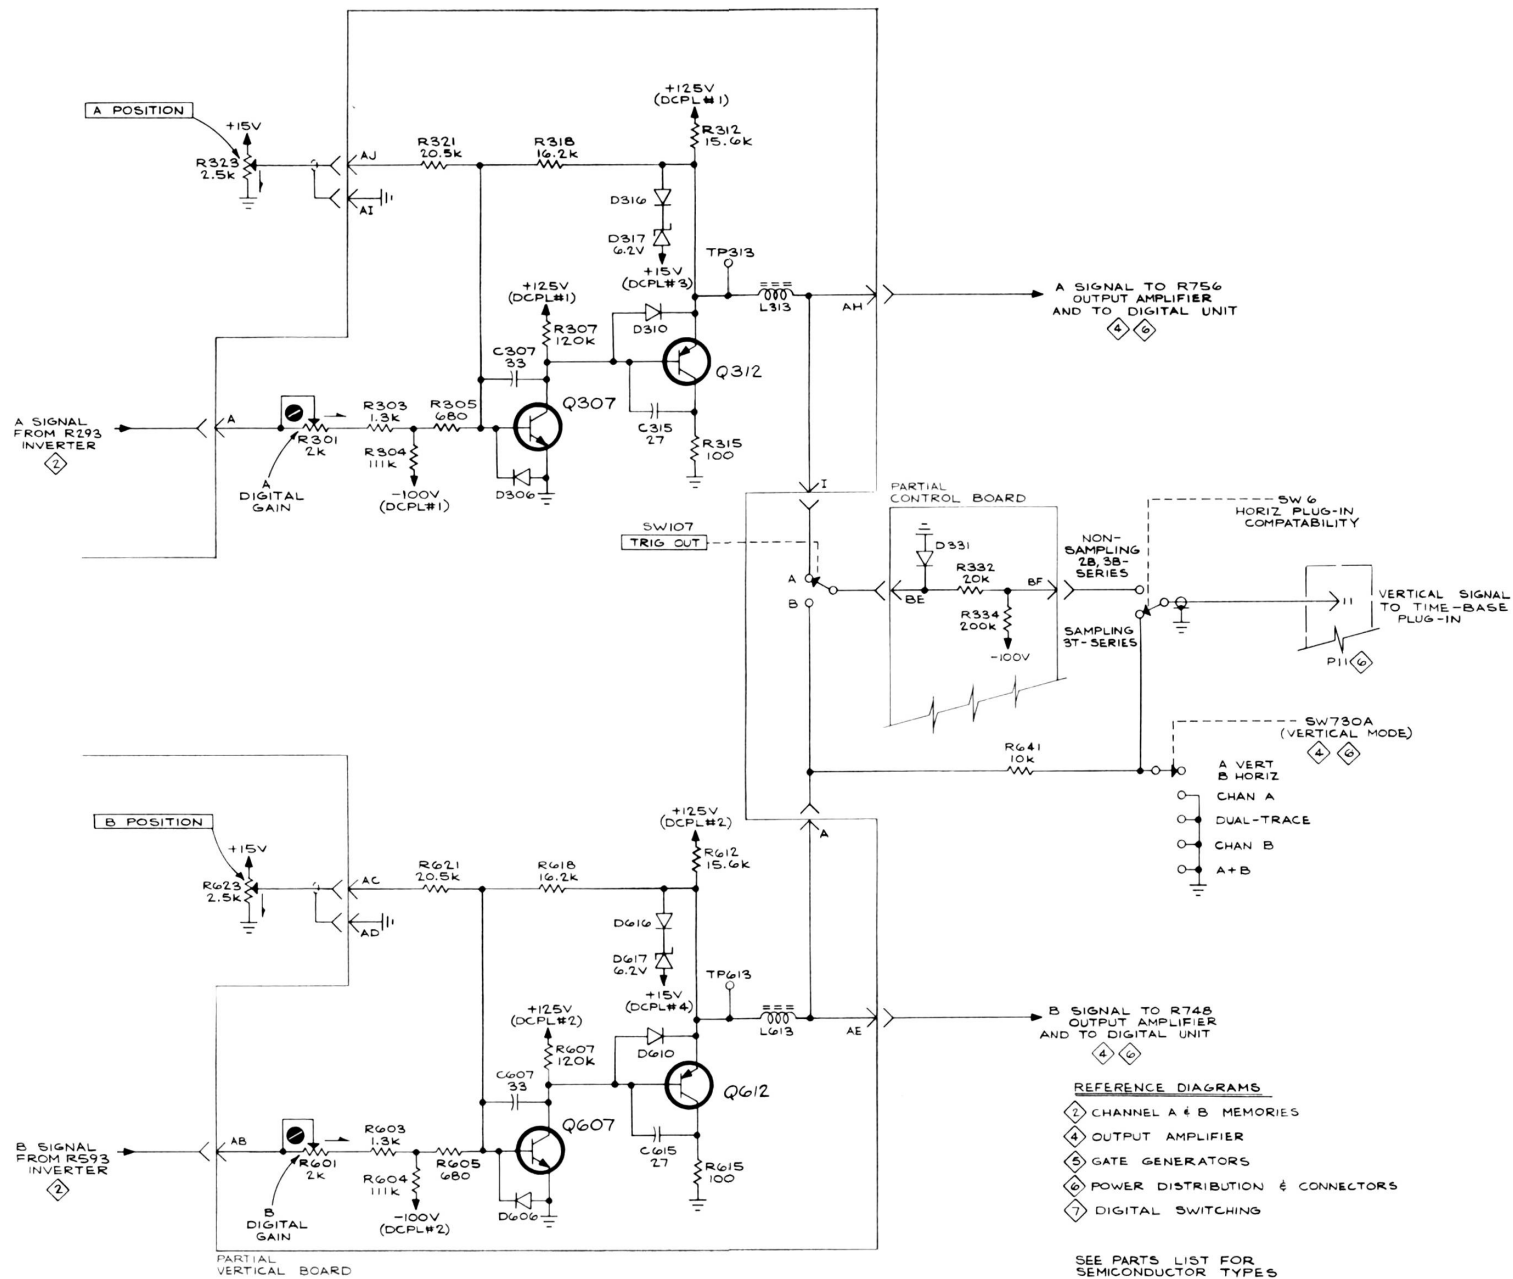 A POSITION
+15V
R323
2.5K
AJ
AI
R321
20.5K
R318
16.2K
+125V
(DCPL#1)
R312
15.6K
D316
D317
6.2V
+15V
(DCPL#3)
TP313
L313
AH
A SIGNAL TO R756
OUTPUT AMPLIFIER
AND TO DIGITAL UNIT
4 6
+125V
(DCPL#1)
R307
120K
D310
C307
33
Q312
Q307
C315
27
R315
100
A SIGNAL
FROM R293
INVERTER
2
A
R301
2K
A
DIGITAL
GAIN
R303
1.3K
R304
111K
-100V
(DCPL#1)
R305
680
D306
I
SW107
TRIG OUT
A
B
PARTIAL
CONTROL BOARD
D331
BE
R332
20K
BF
R334
200K
-100V
NON-
SAMPLING
2B, 3B-
SERIES
SAMPLING
3T-SERIES
SW 6
HORIZ PLUG-IN
COMPATABILITY
11
P11 6
VERTICAL SIGNAL
TO TIME-BASE
PLUG-IN
R641
10K
SW730A
(VERTICAL MODE)
4 6
A VERT
B HORIZ
CHAN A
DUAL-TRACE
CHAN B
A+B
A
B POSITION
+15V
R623
2.5K
AC
AD
R621
20.5K
R618
16.2K
+125V
(DCPL#2)
R612
15.6K
D616
D617
6.2V
+15V
(DCPL#4)
TP613
L613
AE
B SIGNAL TO R748
OUTPUT AMPLIFIER
AND TO DIGITAL UNIT
4 6
+125V
(DCPL#2)
R607
120K
D610
C607
33
Q612
Q607
C615
27
R615
100
B SIGNAL
FROM R593
INVERTER
2
AB
R601
2K
B
DIGITAL
GAIN
R603
1.3K
R604
111K
-100V
(DCPL#2)
R605
680
D606
PARTIAL
VERTICAL BOARD
REFERENCE DIAGRAMS
2 CHANNEL A & B MEMORIES
4 OUTPUT AMPLIFIER
5 GATE GENERATORS
6 POWER DISTRIBUTION & CONNECTORS
7 DIGITAL SWITCHING
SEE PARTS LIST FOR
SEMICONDUCTOR TYPES